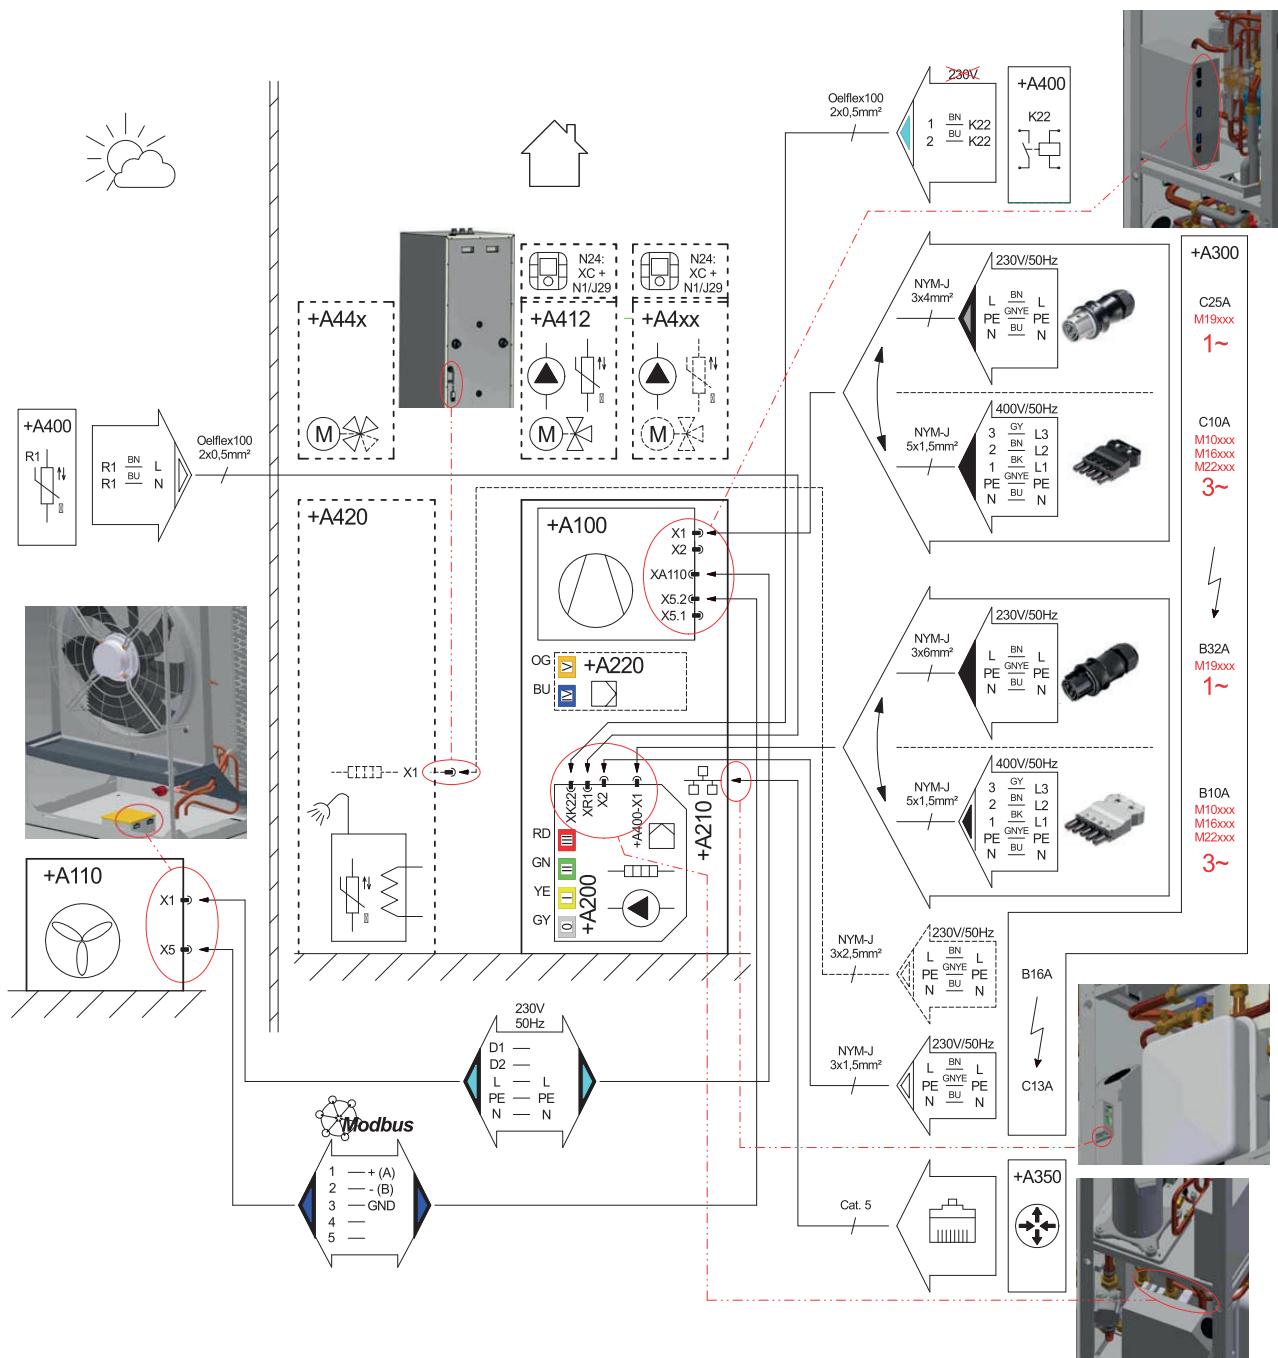 230V
Oelflex100
2x0,5mm²
1 BN K22
2 BU K22
+A400
K22
N24:
XC +
N1/J29
N24:
XC +
N1/J29
+A44x
M
+A412
M
+A4xx
M
230V/50Hz
NYM-J
3x4mm²
L BN L
PE GNYE PE
N BU N
+A300
C25A
M19xxx
1~
400V/50Hz
NYM-J
5x1,5mm²
3 GY L3
2 BN L2
1 BK L1
PE GNYE PE
N BU N
C10A
M10xxx
M16xxx
M22xxx
3~
+A400
R1
R1 BN L
R1 BU N
Oelflex100
2x0,5mm²
+A420
X1
+A100
X1
X2
XA110
X5.2
X5.1
OG
BU
+A220
IV
230V/50Hz
NYM-J
3x6mm²
L BN L
PE GNYE PE
N BU N
B32A
M19xxx
1~
400V/50Hz
NYM-J
5x1,5mm²
3 GY L3
2 BN L2
1 BK L1
PE GNYE PE
N BU N
B10A
M10xxx
M16xxx
M22xxx
3~
XK22
XR1
X2
+A400-X1
+A210
RD
GN
YE
GY
III
II
I
0
+A200
+A110
X1
X5
NYM-J
3x2,5mm²
230V/50Hz
L BN L
PE GNYE PE
N BU N
B16A
NYM-J
3x1,5mm²
230V/50Hz
L BN L
PE GNYE PE
N BU N
C13A
230V
50Hz
D1
D2
L L
PE PE
N N
Modbus
1 + (A)
2 - (B)
3 GND
4
5
Cat. 5
+A350